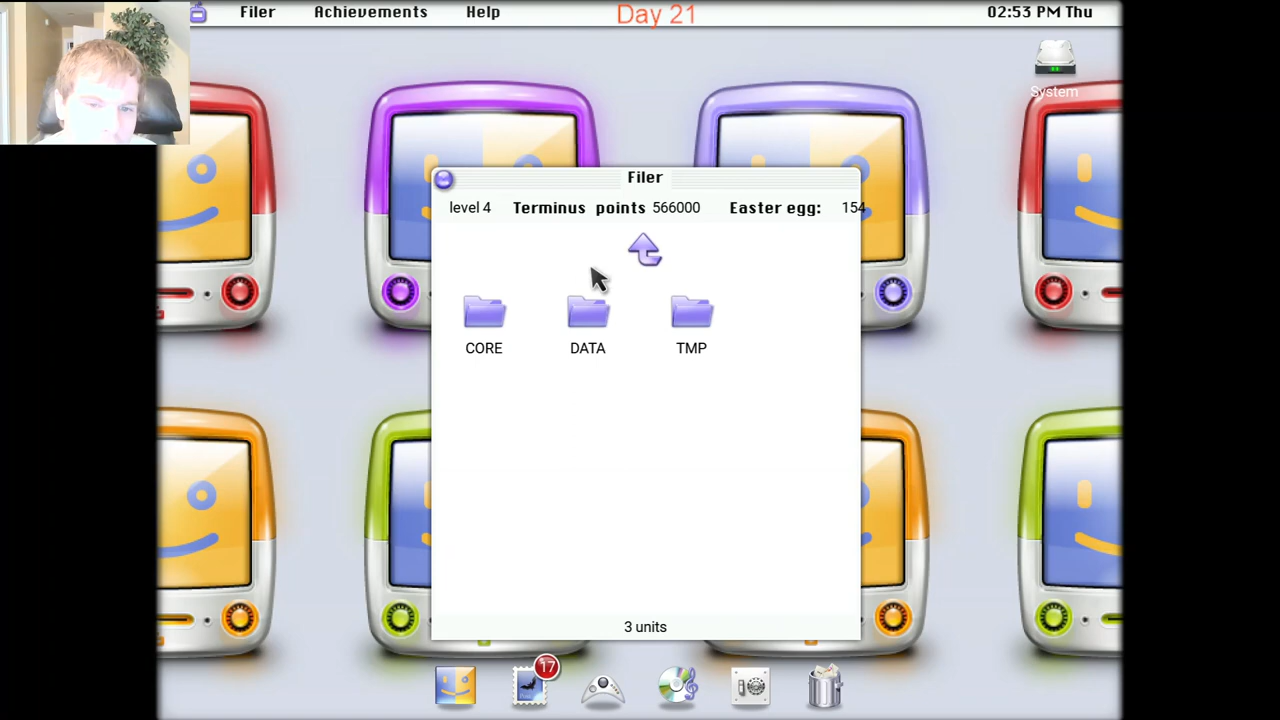 Filer Achievements Help Day 21 02:53 PM Thu
System
Filer
level 4 Terminus points 566000 Easter egg: 154
CORE DATA TMP
3 units
17